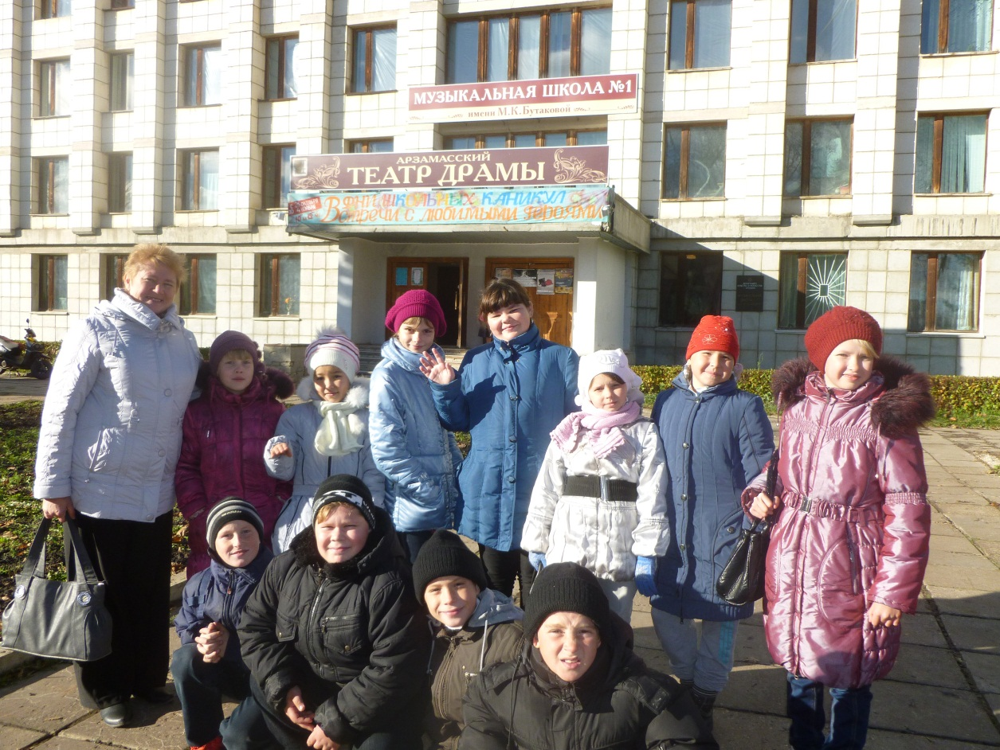 МУЗЫКАЛЬНАЯ ШКОЛА №1
имени М.К.Бутаковой
АРЗАМАССКИЙ
ТЕАТР ДРАМЫ
В ДНИ ШКОЛЬНЫХ КАНИКУЛ
Встречи с любимыми героями